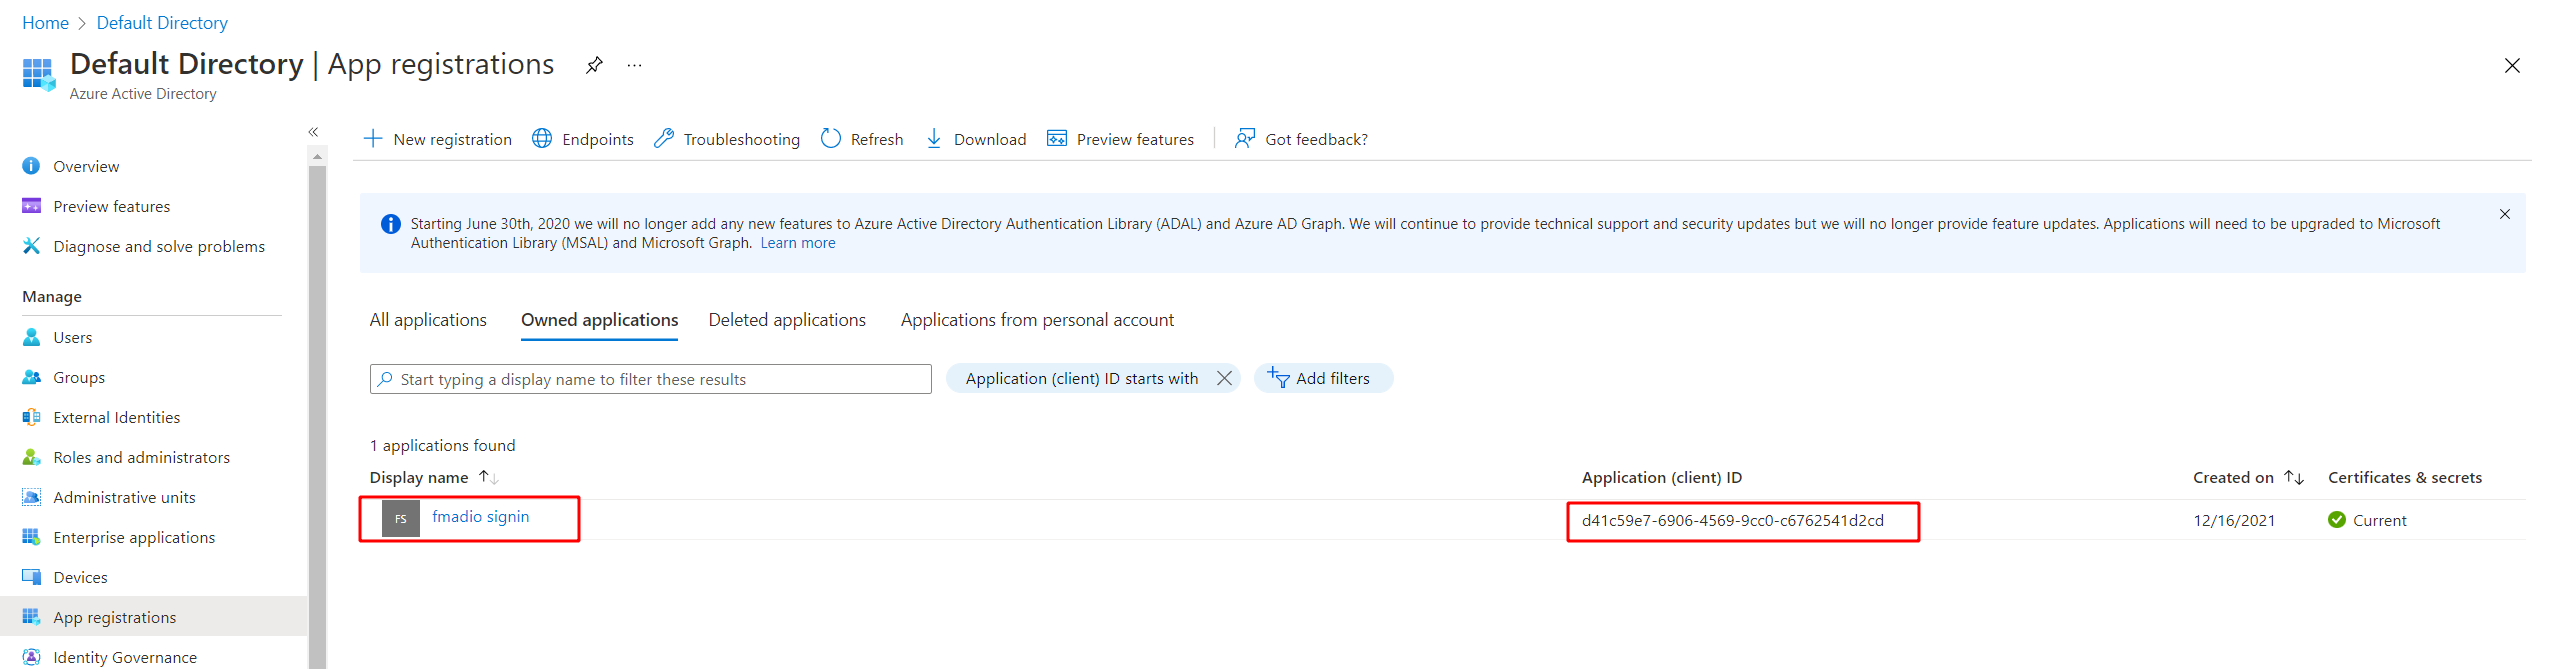 Home > Default Directory
Default Directory | App registrations ...
Azure Active Directory
«
Overview
Preview features
Diagnose and solve problems
Manage
Users
Groups
External Identities
Roles and administrators
Administrative units
Enterprise applications
Devices
App registrations
Identity Governance
New registration Endpoints Troubleshooting Refresh Download Preview features Got feedback?
Starting June 30th, 2020 we will no longer add any new features to Azure Active Directory Authentication Library (ADAL) and Azure AD Graph. We will continue to provide technical support and security updates but we will no longer provide feature updates. Applications will need to be upgraded to Microsoft
Authentication Library (MSAL) and Microsoft Graph. Learn more
All applications Owned applications Deleted applications Applications from personal account
Start typing a display name to filter these results Application (client) ID starts with Add filters
1 applications found
Display name Application (client) ID Created on Certificates & secrets
FS fmadio signin d41c59e7-6906-4569-9cc0-c6762541d2cd 12/16/2021 Current